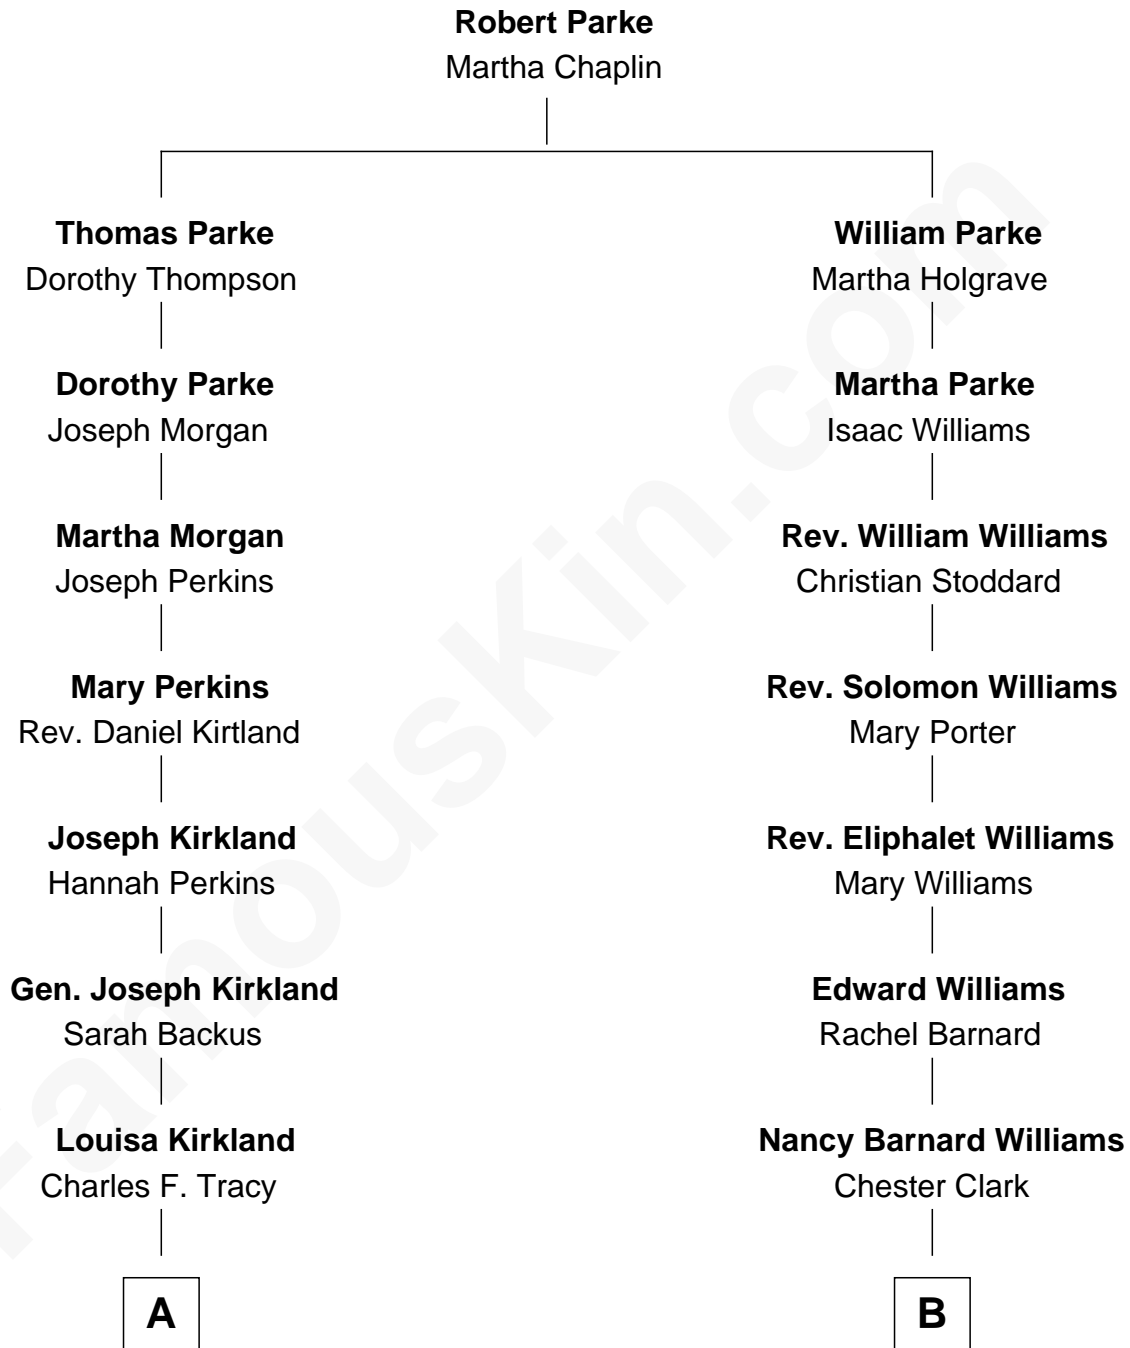 Robert Parke
Martha Chaplin
Thomas Parke
Dorothy Thompson
William Parke
Martha Holgrave
Dorothy Parke
Joseph Morgan
Martha Parke
Isaac Williams
Martha Morgan
Joseph Perkins
Rev. William Williams
Christian Stoddard
Mary Perkins
Rev. Daniel Kirtland
Rev. Solomon Williams
Mary Porter
Joseph Kirkland
Hannah Perkins
Rev. Eliphalet Williams
Mary Williams
Gen. Joseph Kirkland
Sarah Backus
Edward Williams
Rachel Barnard
Louisa Kirkland
Charles F. Tracy
Nancy Barnard Williams
Chester Clark
A
B
FamousKin.com